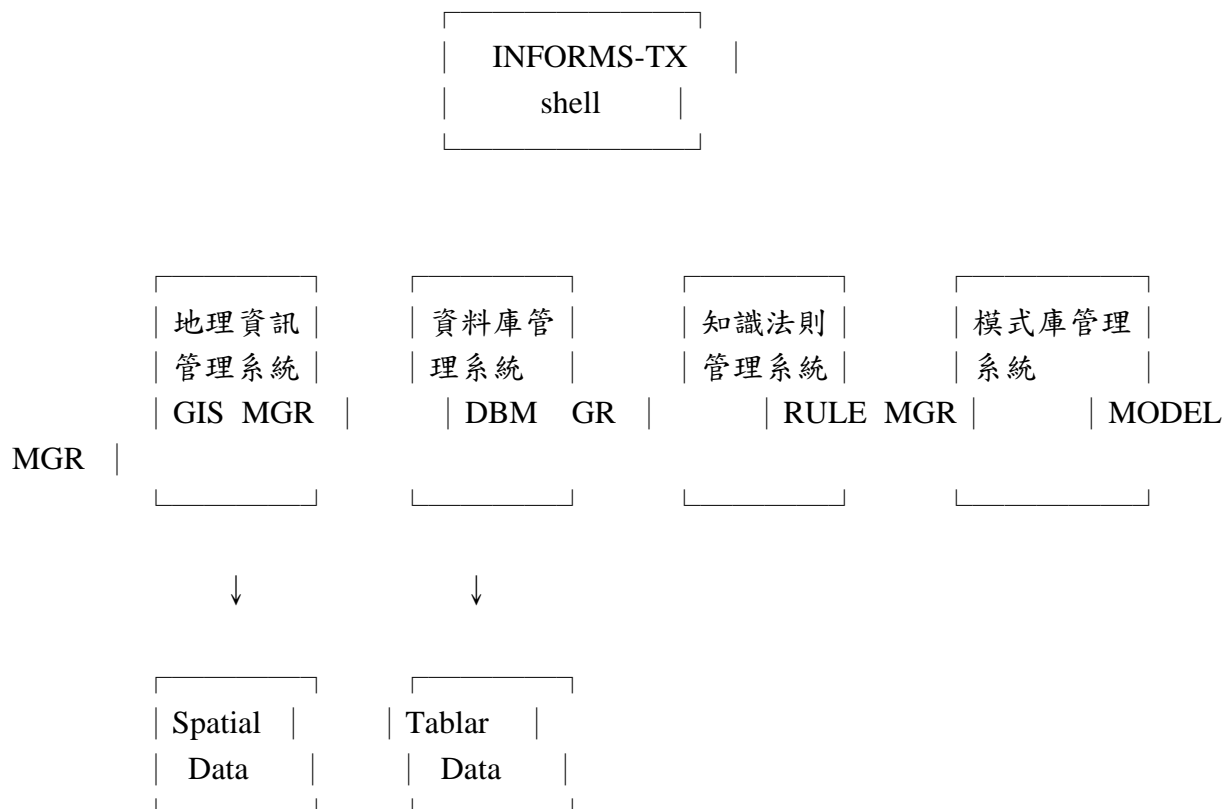 INFORMS-TX
shell
地理資訊 資料庫管 知識法則 模式庫管理
管理系統 理系統 管理系統 系統
GIS MGR DBM GR RULE MGR MODEL
MGR
↓ ↓
Spatial Tablar
Data Data